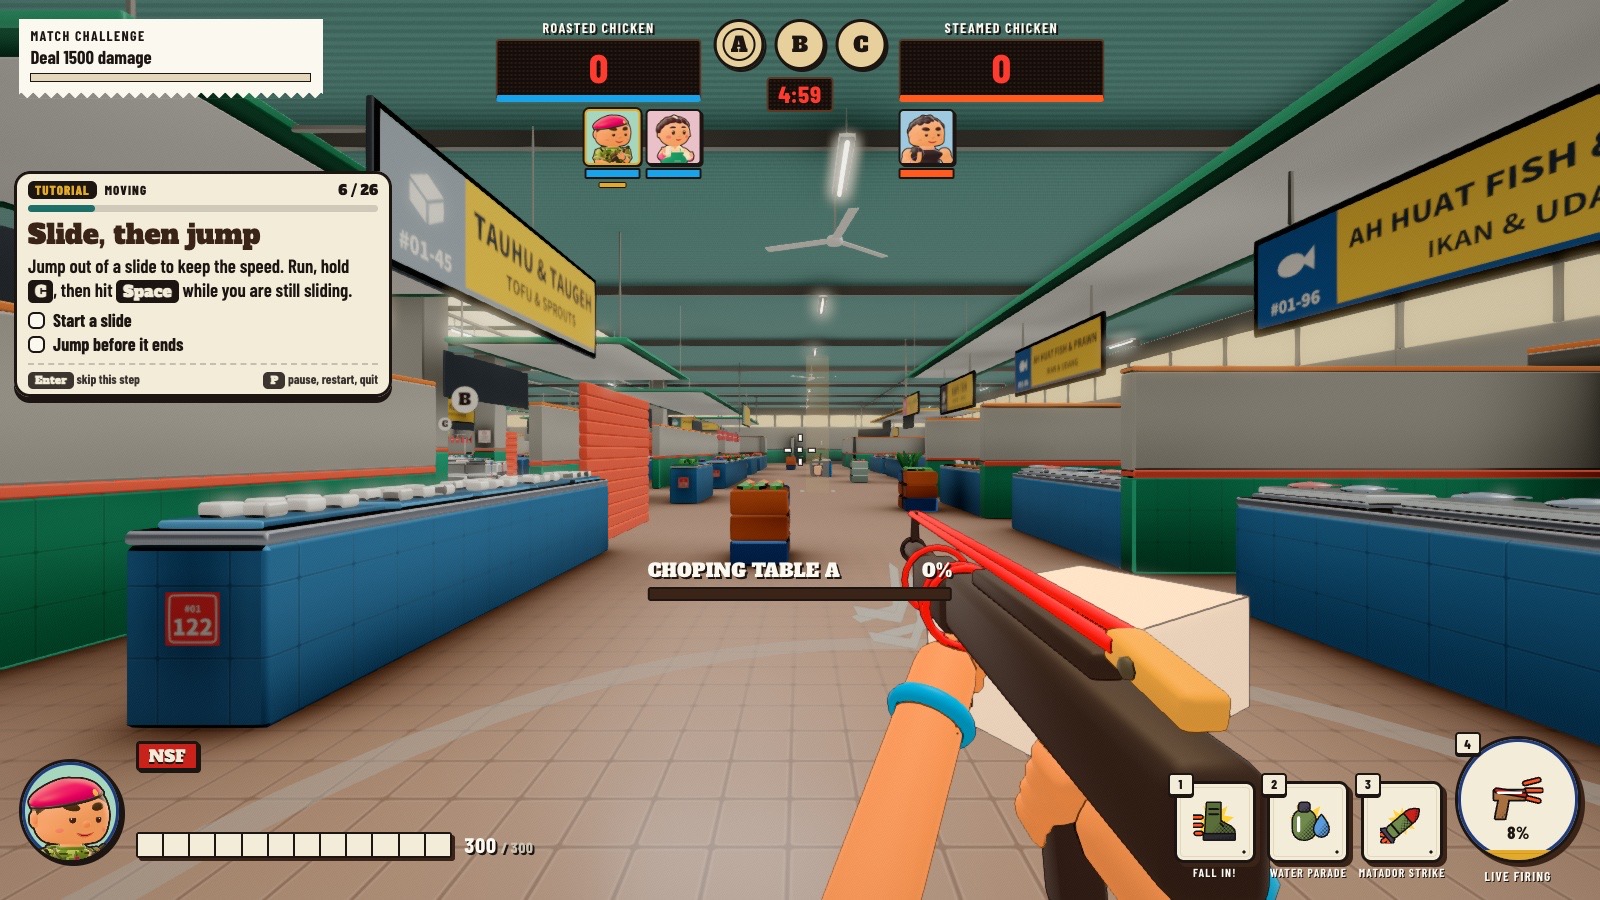 MATCH CHALLENGE
Deal 1500 damage
ROASTED CHICKEN
0
A
B
C
4:59
STEAMED CHICKEN
0
TUTORIAL MOVING 6 / 26
Slide, then jump
Jump out of a slide to keep the speed. Run, hold
C, then hit Space while you are still sliding.
Start a slide
Jump before it ends
Enter skip this step
P pause, restart, quit
#01-45
TAUHU & TAUGEH
TOFU & SPROUTS
AH HUAT FISH &
IKAN & UDA
#01-96
AH HUAT FISH & PRAWN
B
C
CHOPING TABLE A 0%
#01
122
NSF
300 / 300
1
FALL IN!
2
WATER PARADE
3
MATADOR STRIKE
4
8%
LIVE FIRING